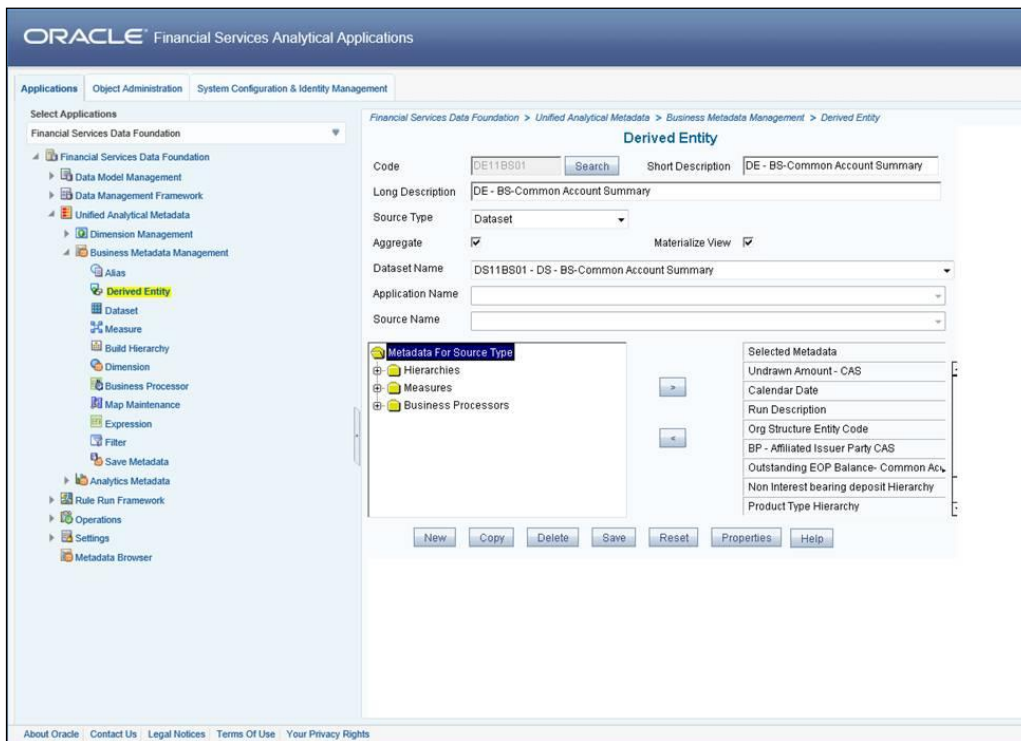 ORACLE Financial Services Analytical Applications
Applications Object Administration System Configuration & Identity Management
Select Applications
Financial Services Data Foundation
Financial Services Data Foundation
Data Model Management
Data Management Framework
Unified Analytical Metadata
Dimension Management
Business Metadata Management
Alias
Derived Entity
Dataset
Measure
Build Hierarchy
Dimension
Business Processor
Map Maintenance
Expression
Filter
Save Metadata
Analytics Metadata
Rule Run Framework
Operations
Settings
Metadata Browser
Financial Services Data Foundation > Unified Analytical Metadata > Business Metadata Management > Derived Entity
Derived Entity
Code DE11BS01 Search Short Description DE - BS-Common Account Summary
Long Description DE - BS-Common Account Summary
Source Type Dataset
Aggregate Materialize View
Dataset Name DS11BS01 - DS - BS-Common Account Summary
Application Name
Source Name
Metadata For Source Type
Hierarchies
Measures
Business Processors
>
<
Selected Metadata
Undrawn Amount - CAS
Calendar Date
Run Description
Org Structure Entity Code
BP - Affiliated Issuer Party CAS
Outstanding EOP Balance- Common
Non Interest bearing deposit Hierarchy
Product Type Hierarchy
New Copy Delete Save Reset Properties Help
About Oracle Contact Us Legal Notices Terms Of Use Your Privacy Rights